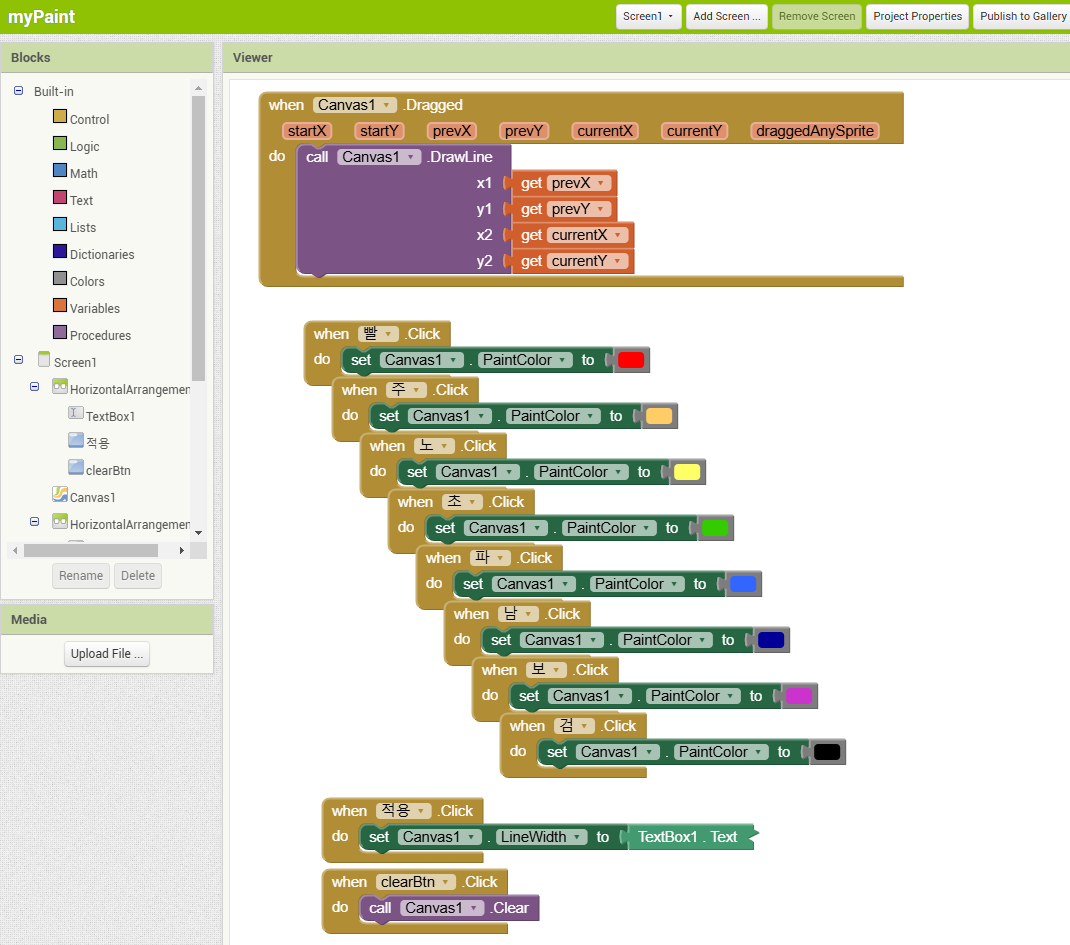 myPaint
Screen1
Add Screen ...
Remove Screen
Project Properties
Publish to Gallery
Blocks
Built-in
Control
Logic
Math
Text
Lists
Dictionaries
Colors
Variables
Procedures
Screen1
HorizontalArrangemen
TextBox1
적용
clearBtn
Canvas1
HorizontalArrangemen
Rename
Delete
Media
Upload File ...
Viewer
when Canvas1 .Dragged
startX startY prevX prevY currentX currentY draggedAnySprite
do call Canvas1 .DrawLine
x1 get prevX
y1 get prevY
x2 get currentX
y2 get currentY
when 빨 .Click
do set Canvas1 . PaintColor to
when 주 .Click
do set Canvas1 . PaintColor to
when 노 .Click
do set Canvas1 . PaintColor to
when 초 .Click
do set Canvas1 . PaintColor to
when 파 .Click
do set Canvas1 . PaintColor to
when 남 .Click
do set Canvas1 . PaintColor to
when 보 .Click
do set Canvas1 . PaintColor to
when 검 .Click
do set Canvas1 . PaintColor to
when 적용 .Click
do set Canvas1 . LineWidth to TextBox1 . Text
when clearBtn .Click
do call Canvas1 .Clear